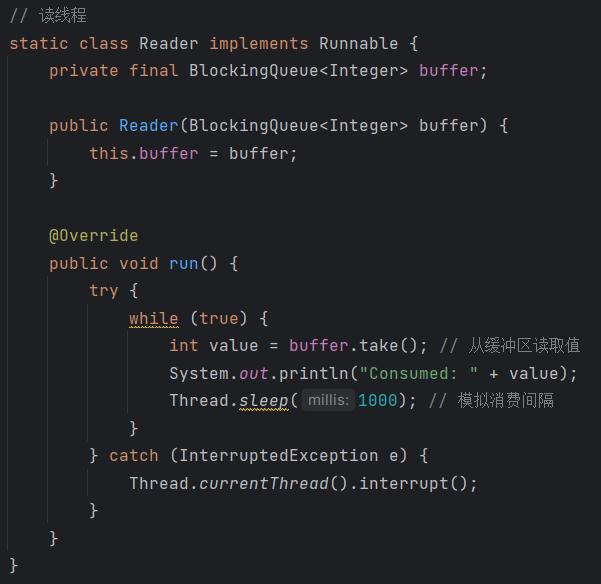 // 读线程
static class Reader implements Runnable {
    private final BlockingQueue<Integer> buffer;

    public Reader(BlockingQueue<Integer> buffer) {
        this.buffer = buffer;
    }

    @Override
    public void run() {
        try {
            while (true) {
                int value = buffer.take(); // 从缓冲区读取值
                System.out.println("Consumed: " + value);
                Thread.sleep( millis: 1000); // 模拟消费间隔
            }
        } catch (InterruptedException e) {
            Thread.currentThread().interrupt();
        }
    }
}